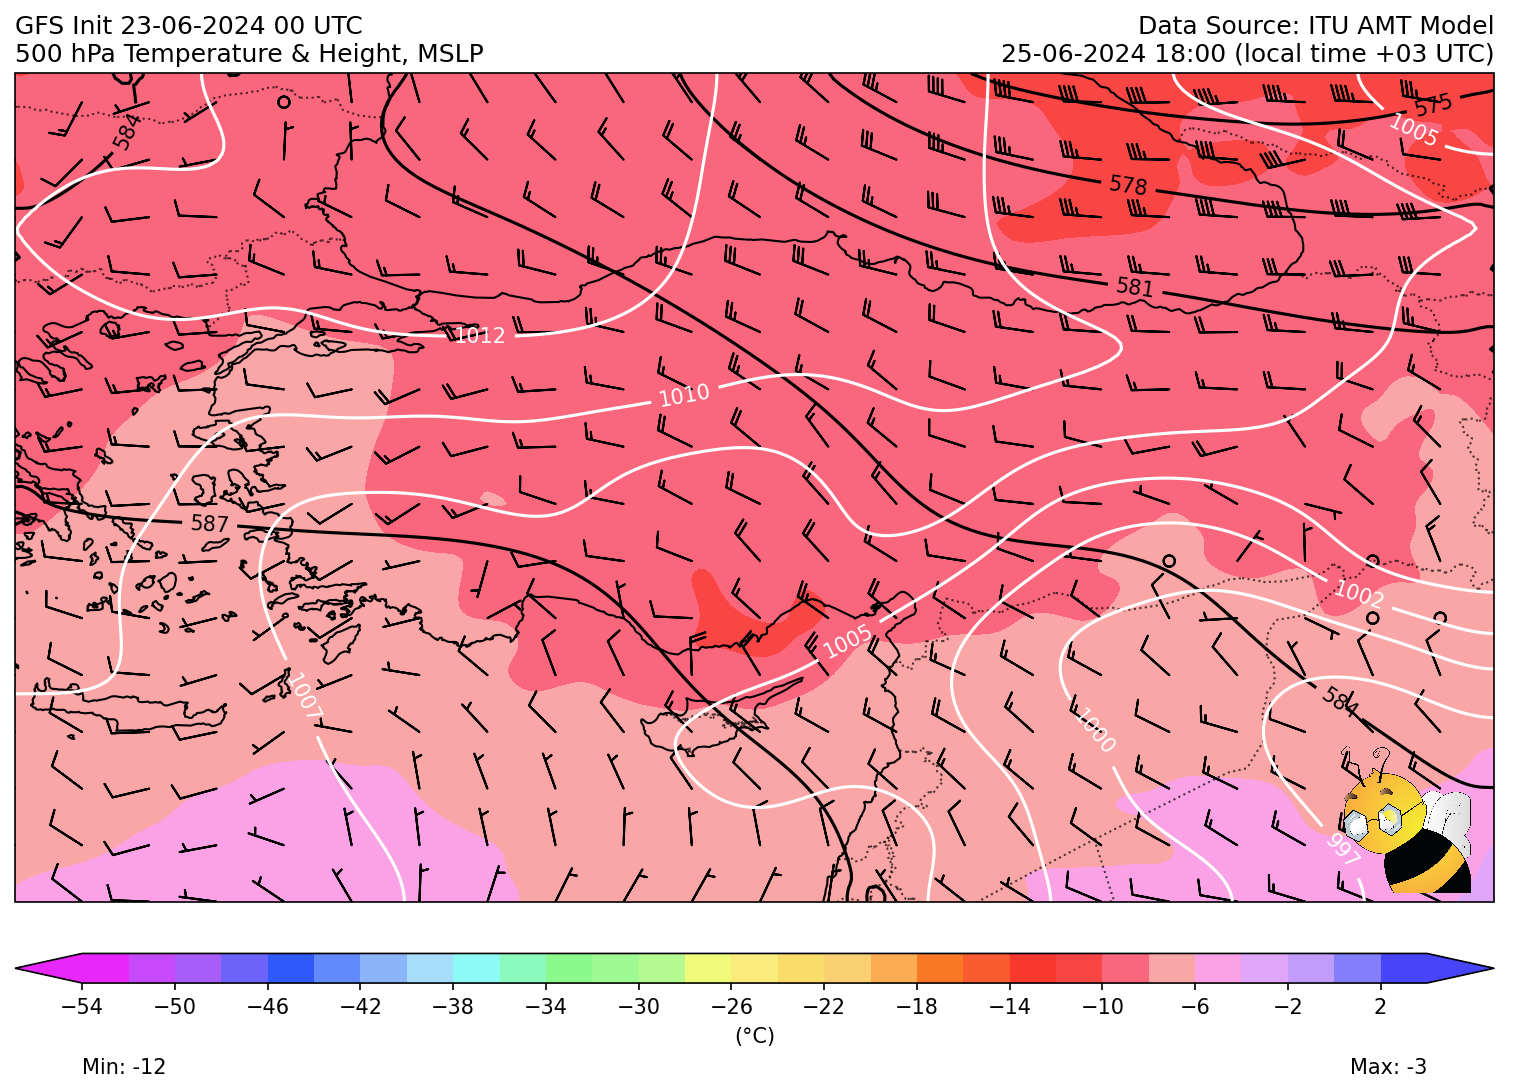 GFS Init 23-06-2024 00 UTC
500 hPa Temperature & Height, MSLP
Data Source: ITU AMT Model
25-06-2024 18:00 (local time +03 UTC)
575
1005
584
578
581
1012
1010
587
1002
1005
1007
1000
584
997
−54 −50 −46 −42 −38 −34 −30 −26 −22 −18 −14 −10 −6 −2 2
(°C)
Min: -12
Max: -3